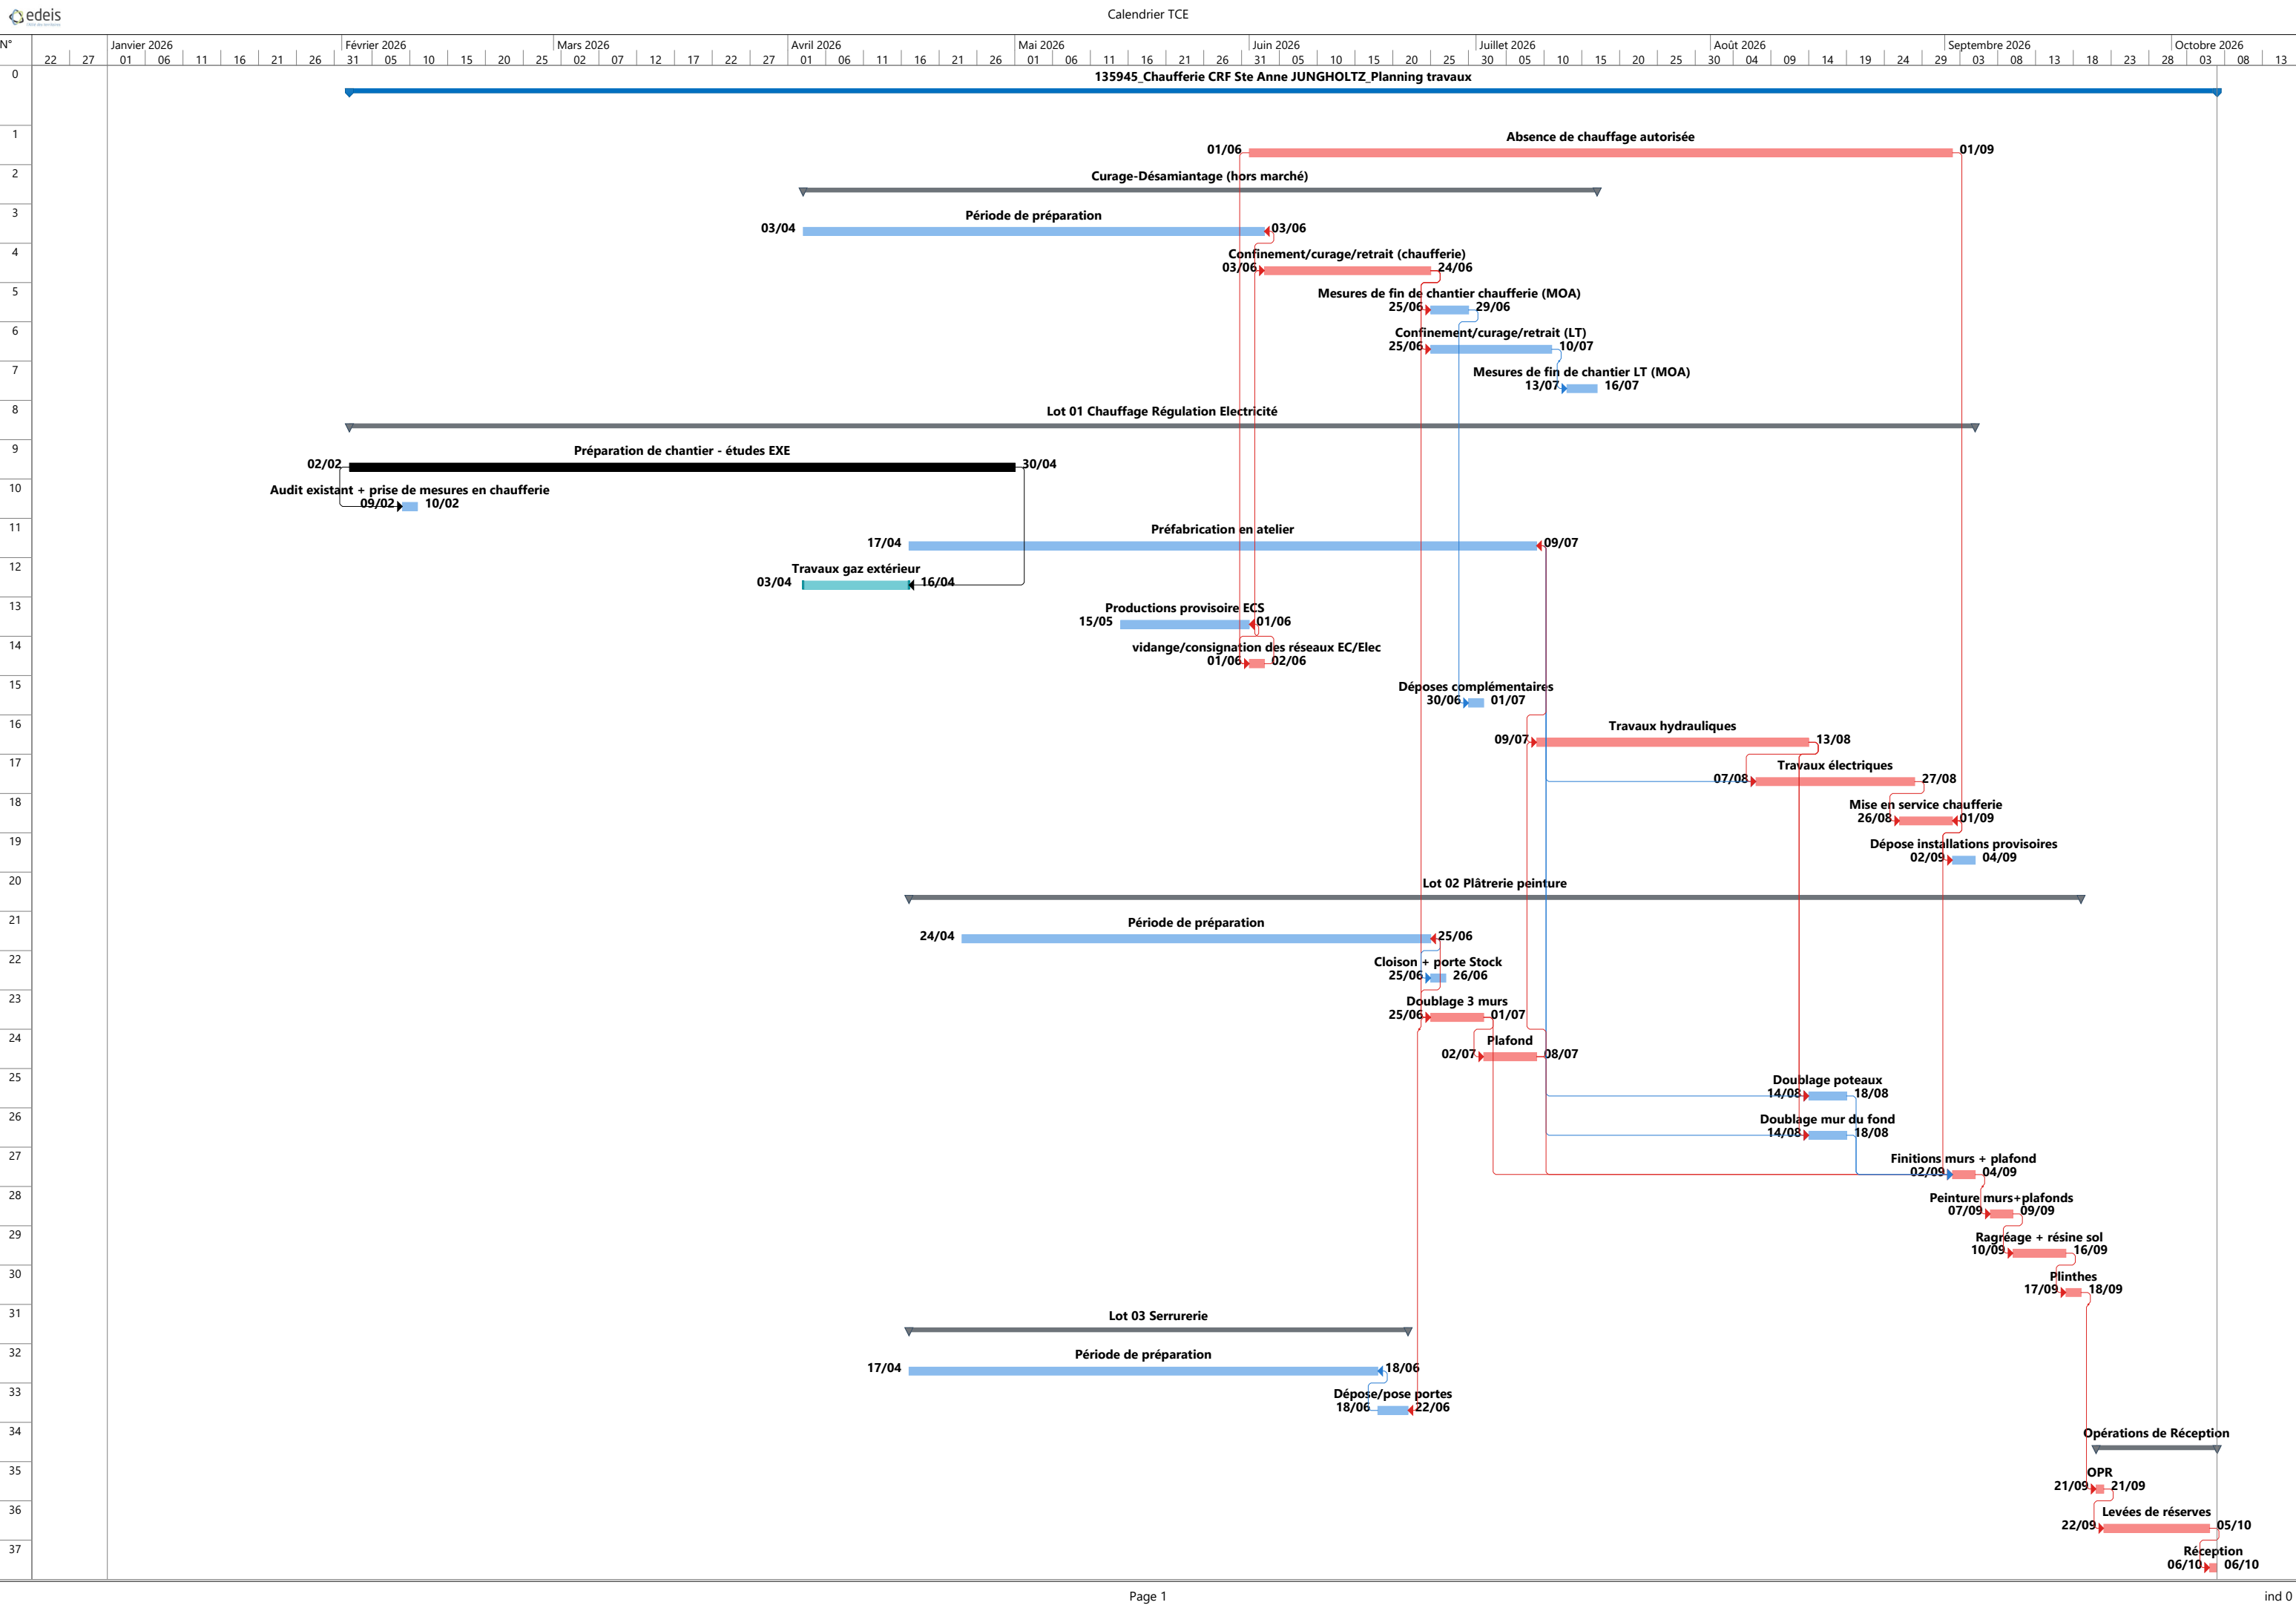 edeis
Calendrier TCE
N°
Janvier 2026 Février 2026 Mars 2026 Avril 2026 Mai 2026 Juin 2026 Juillet 2026 Août 2026 Septembre 2026 Octobre 2026
22 27 01 06 11 16 21 26 31 05 10 15 20 25 02 07 12 17 22 27 01 06 11 16 21 26 01 06 11 16 21 26 31 05 10 15 20 24 30 05 10 15 20 25 30 04 09 14 19 24 29 03 08 13 18 23 28 03 08 13
0
135945_Chaufferie CRF Ste Anne JUNGHOLTZ_Planning travaux
1
Absence de chauffage autorisée
01/06 01/09
2
Curage-Désamiantage (hors marché)
3
Période de préparation
03/04 03/06
4
Confinement/curage/retrait (chaufferie)
03/06 24/06
5
Mesures de fin de chantier chaufferie (MOA)
25/06 29/06
6
Confinement/curage/retrait (LT)
25/06 10/07
7
Mesures de fin de chantier LT (MOA)
13/07 16/07
8
Lot 01 Chauffage Régulation Electricité
9
Préparation de chantier - études EXE
02/02 30/04
10
Audit existant + prise de mesures en chaufferie
09/02 10/02
11
Préfabrication en atelier
17/04 09/07
12
Travaux gaz extérieur
03/04 16/04
13
Productions provisoire ECS
15/05 01/06
14
vidange/consignation des réseaux EC/Elec
01/06 02/06
15
Déposes complémentaires
30/06 01/07
16
Travaux hydrauliques
09/07 13/08
17
Travaux électriques
07/08 27/08
18
Mise en service chaufferie
26/08 01/09
19
Dépose installations provisoires
02/09 04/09
20
Lot 02 Plâtrerie peinture
21
Période de préparation
24/04 25/06
22
Cloison + porte Stock
25/06 26/06
23
Doublage 3 murs
25/06 01/07
24
Plafond
02/07 08/07
25
Doublage poteaux
14/08 18/08
26
Doublage mur du fond
14/08 18/08
27
Finitions murs + plafond
02/09 04/09
28
Peinture murs+plafonds
07/09 09/09
29
Ragréage + résine sol
10/09 16/09
30
Plinthes
17/09 18/09
31
Lot 03 Serrurerie
32
Période de préparation
17/04 18/06
33
Dépose/pose portes
18/06 22/06
34
Opérations de Réception
35
OPR
21/09 21/09
36
Levées de réserves
22/09 05/10
37
Réception
06/10 06/10
Page 1
ind 0